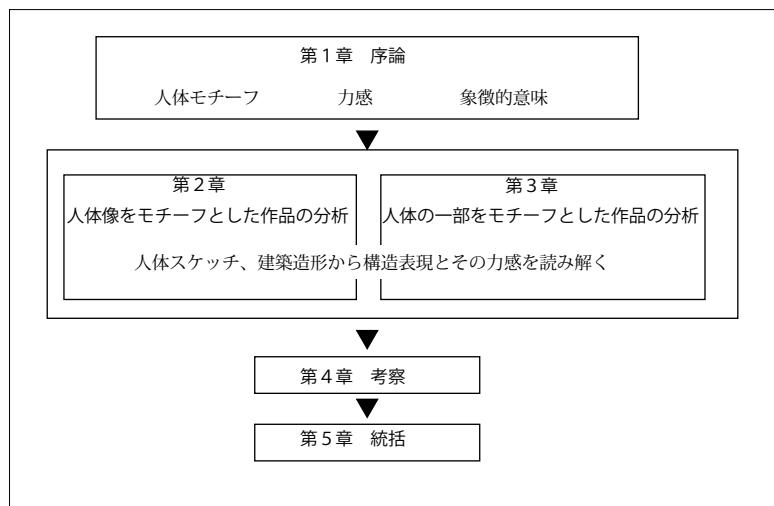 第１章　序論
人体モチーフ　力感　象徴的意味
第２章
人体像をモチーフとした作品の分析
第３章
人体の一部をモチーフとした作品の分析
人体スケッチ、建築造形から構造表現とその力感を読み解く
第４章　考察
第５章　統括